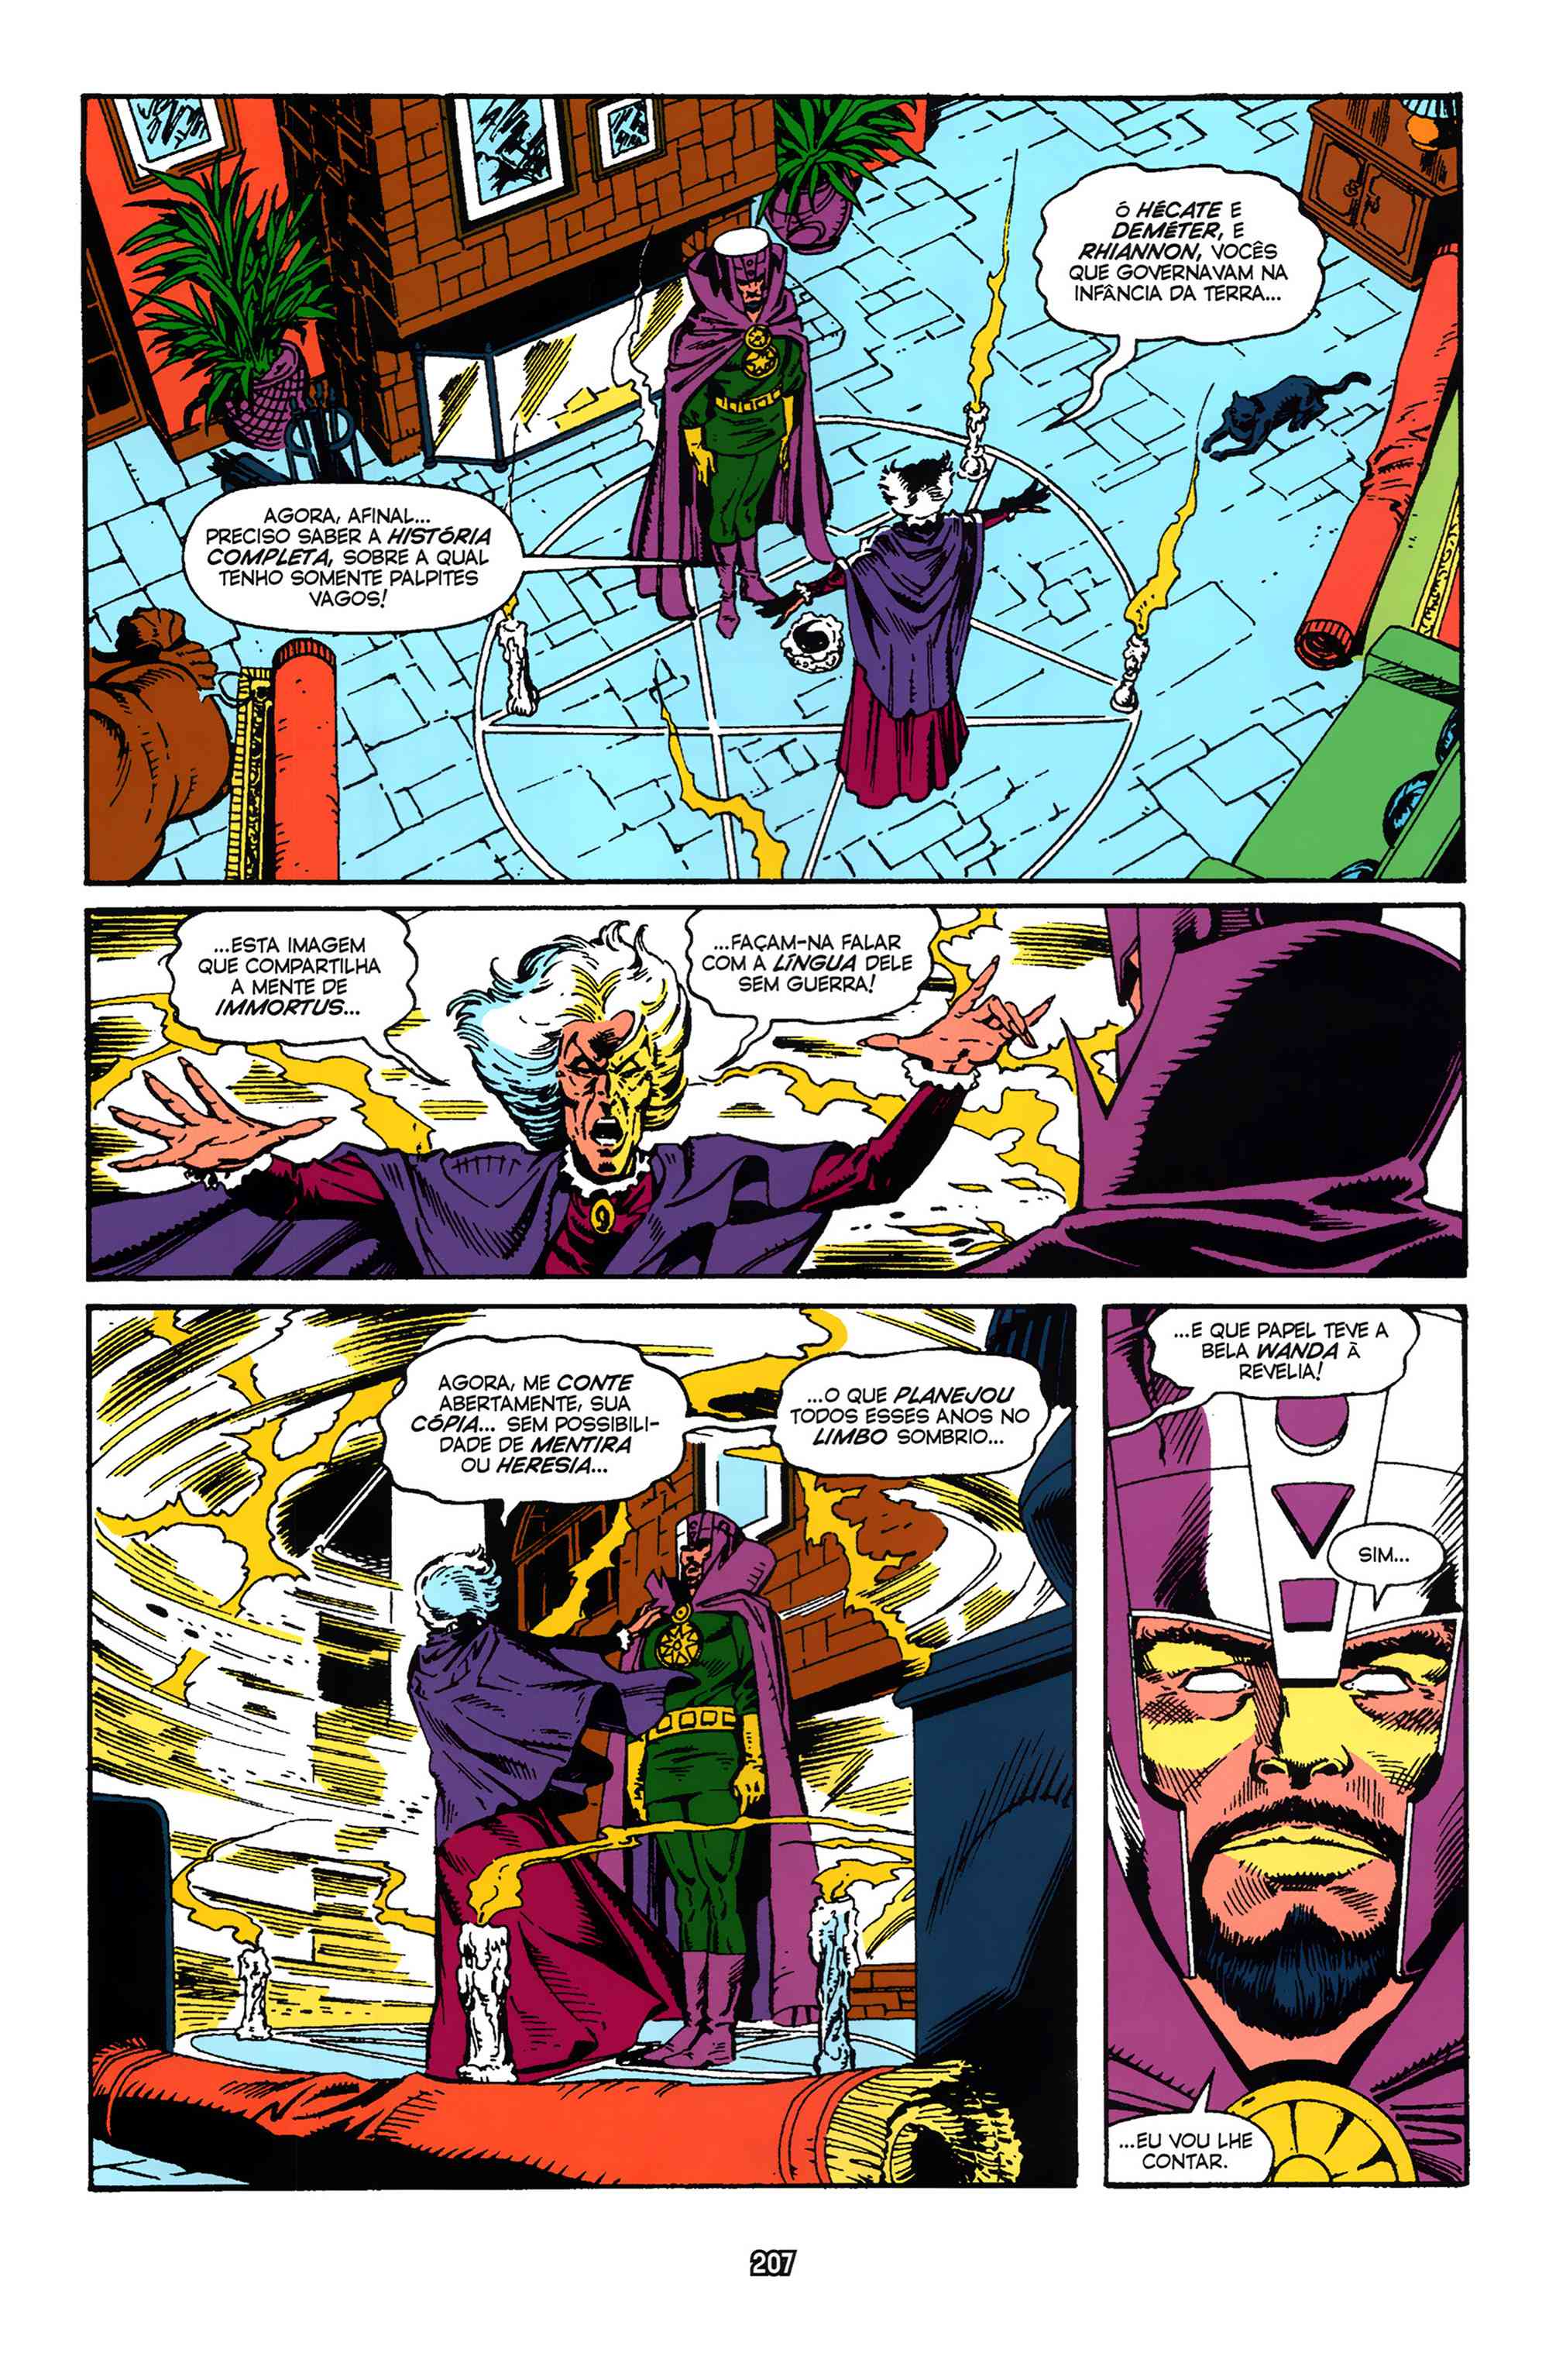 Ó HÉCATE E
DEMÉTER, E
RHIANNON, VOCÊS
QUE GOVERNAVAM NA
INFÂNCIA DA TERRA...
AGORA, AFINAL...
PRECISO SABER A HISTÓRIA
COMPLETA, SOBRE A QUAL
TENHO SOMENTE PALPITES
VAGOS!
...ESTA IMAGEM
QUE COMPARTILHA
A MENTE DE
IMMORTUS...
...FAÇAM-NA FALAR
COM A LÍNGUA DELE
SEM GUERRA!
AGORA, ME CONTE
ABERTAMENTE, SUA
CÓPIA... SEM POSSIBILI-
DADE DE MENTIRA
OU HERESIA...
...O QUE PLANEJOU
TODOS ESSES ANOS NO
LIMBO SOMBRIO...
...E QUE PAPEL TEVE A
BELA WANDA À
REVELIA!
SIM...
...EU VOU LHE
CONTAR.
207